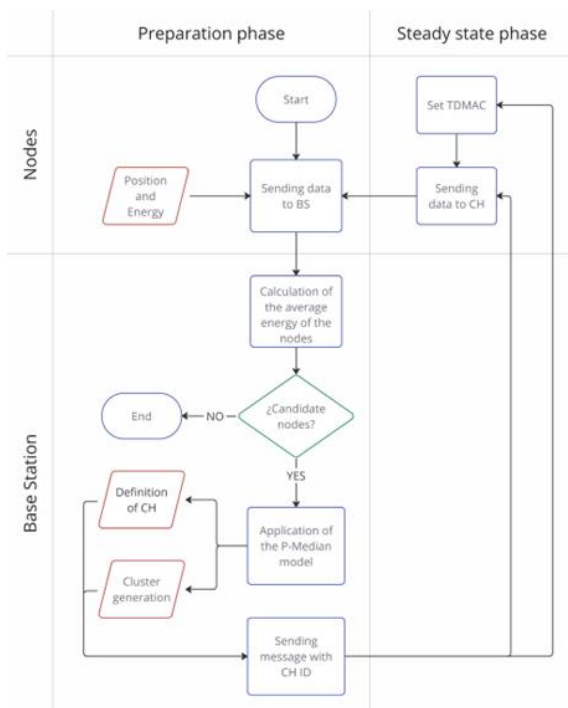 Preparation phase
Steady state phase
Nodes
Start
Set TDMAC
Position
and
Energy
Sending data
to BS
Sending
data to CH
Base Station
Calculation of
the average
energy of the
nodes
¿Candidate
nodes?
NO
End
YES
Definition
of CH
Application of
the P-Median
model
Cluster
generation
Sending
message with
CH ID